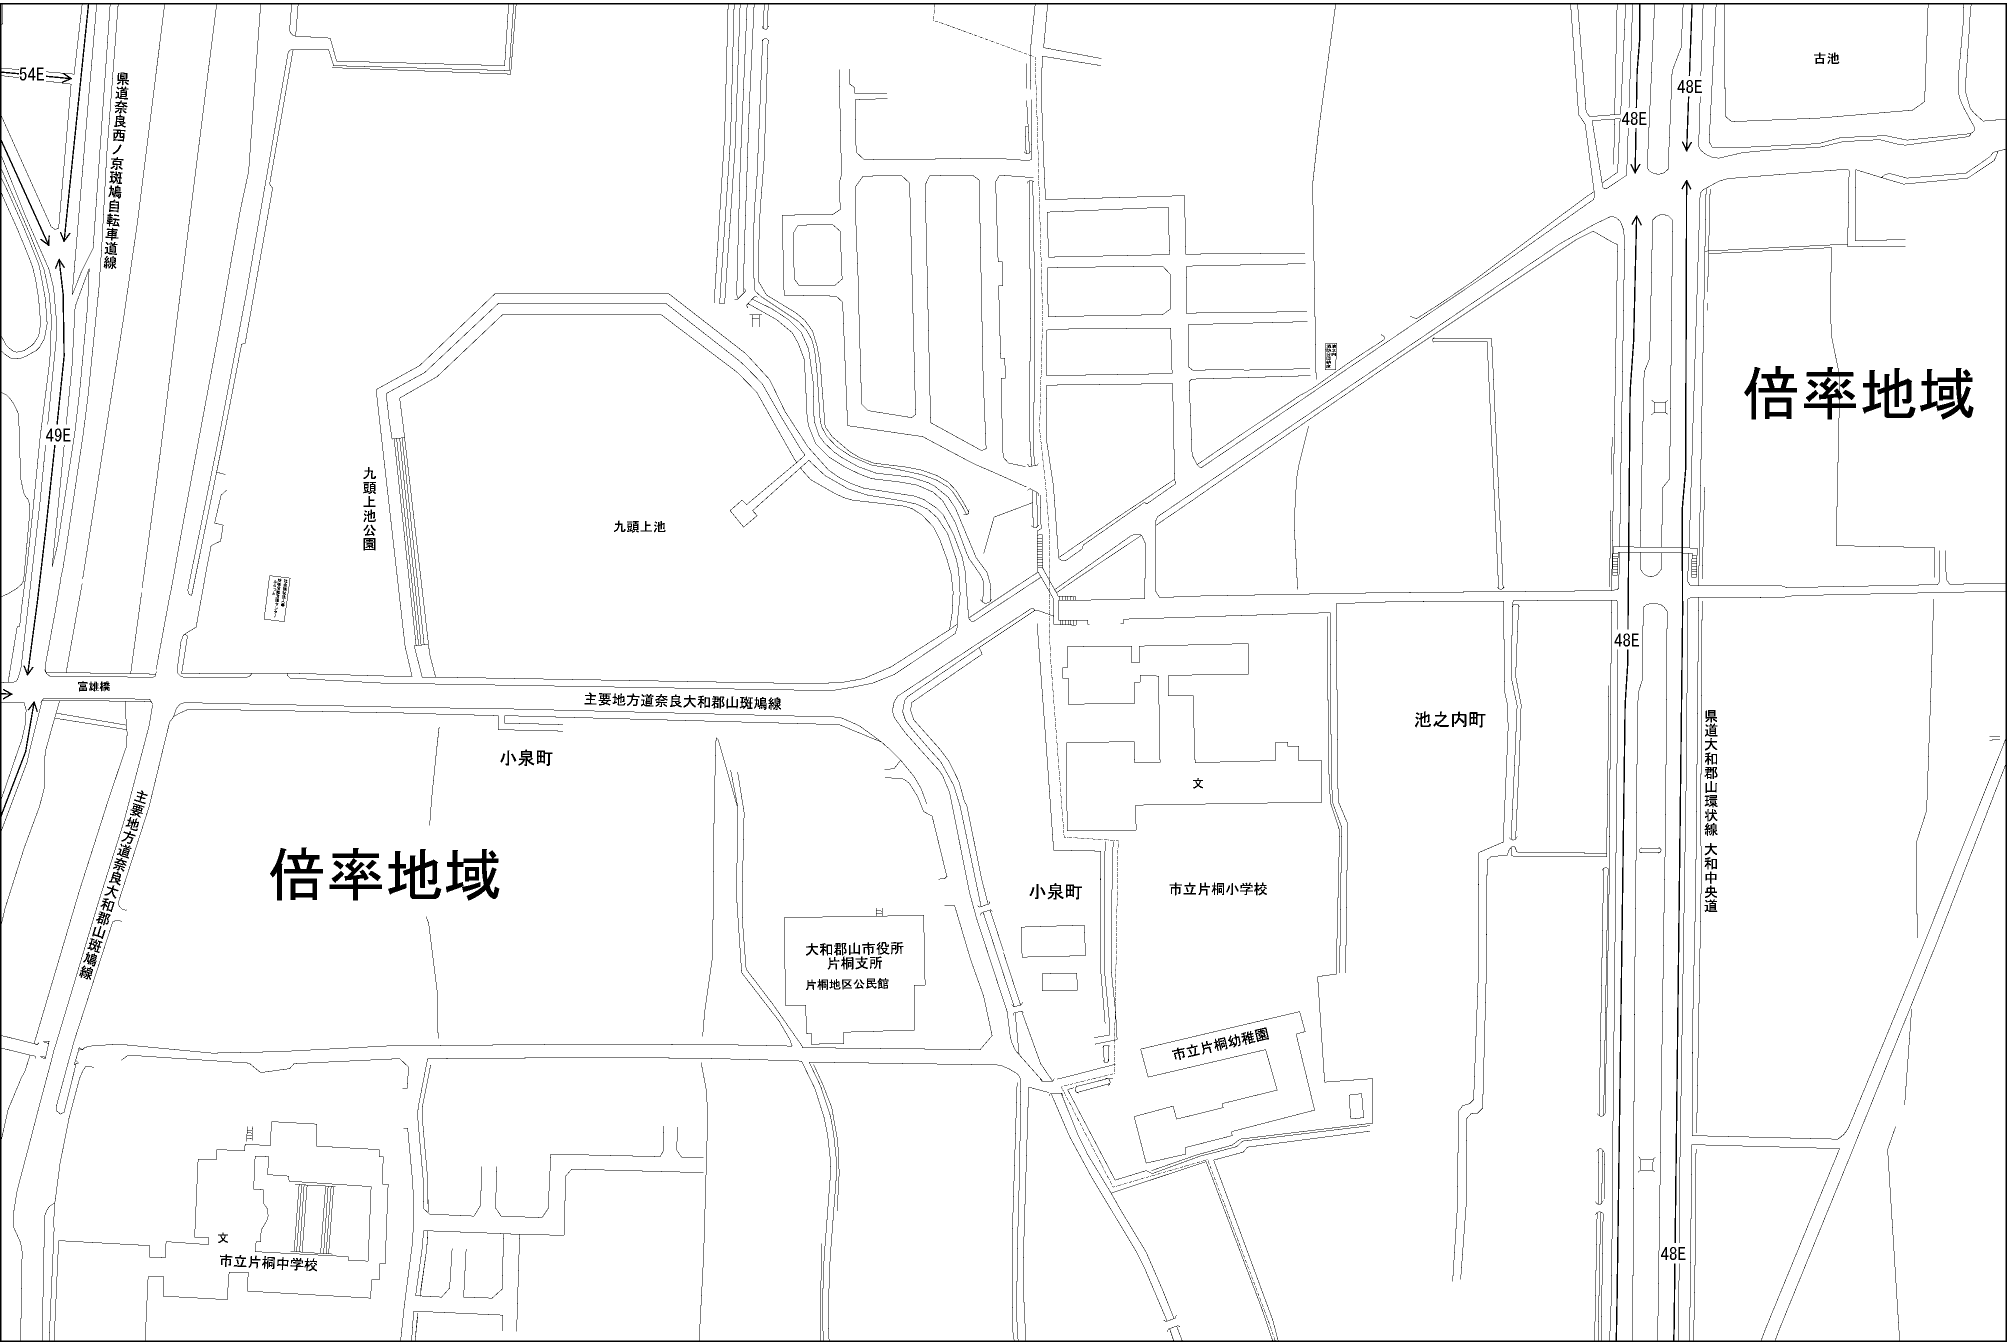 54E
県道奈良西ノ京斑鳩自転車道線
48E
48E
古池
49E
九頭上池公園
九頭上池
倍率地域
富雄橋
主要地方道奈良大和郡山斑鳩線
小泉町
48E
池之内町
県道大和郡山環状線 大和中央道
主要地方道奈良大和郡山斑鳩線
倍率地域
文
小泉町
市立片桐小学校
大和郡山市役所
片桐支所
片桐地区公民館
市立片桐幼稚園
文
市立片桐中学校
48E